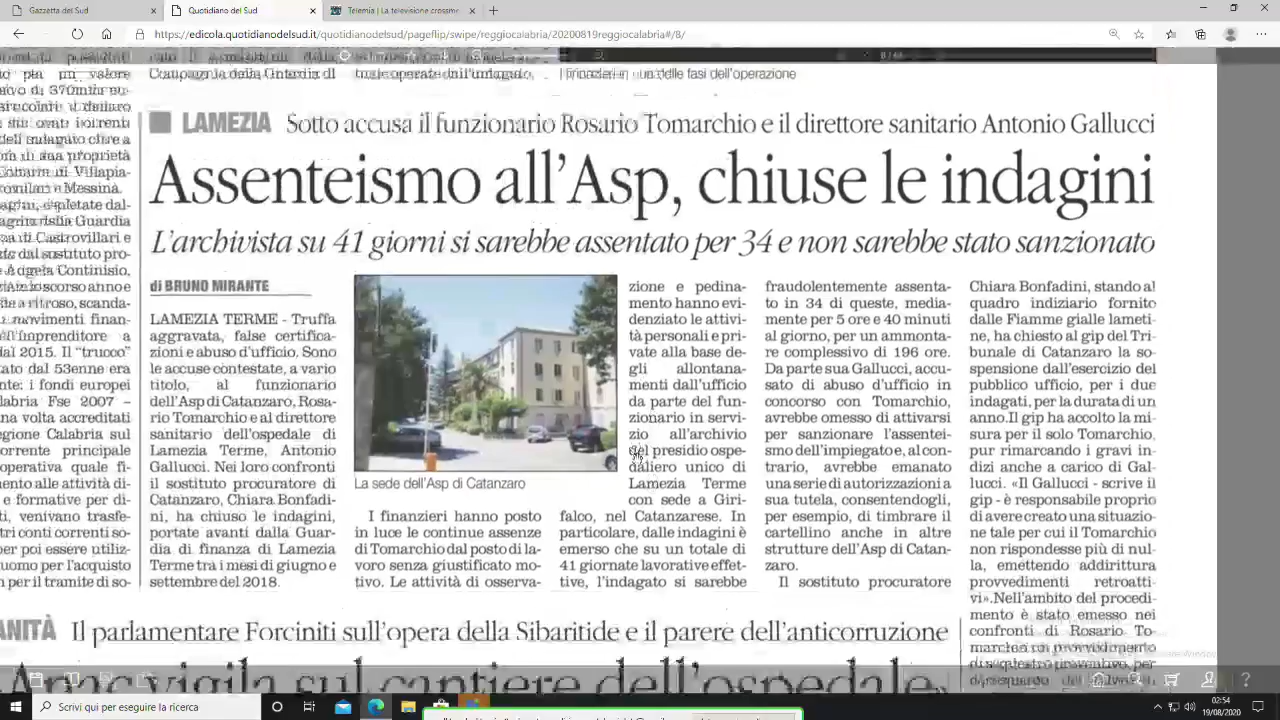 Gazzetta del Sud
Quotidiano del Sud
Telemia | La televisione crossme
https://edicola.quotidianodelsud.it/quotidianodelsud/pageflip/swipe/reggiocalabria/20200819reggiocalabria#/8/
delle fasi dell'operazione
LAMEZIA Sotto accusa il funzionario Rosario Tomarchio e il direttore sanitario Antonio Gallucci
Assenteismo all'Asp, chiuse le indagini
L'archivista su 41 giorni si sarebbe assentato per 34 e non sarebbe stato sanzionato
di BRUNO MIRANTE
LAMEZIA TERME - Truffa
aggravata, false certifica-
zioni e abuso d'ufficio. Sono
le accuse contestate, a vario
titolo, al funzionario
dell'Asp di Catanzaro, Rosa-
rio Tomarchio e al direttore
sanitario dell'ospedale di
Lamezia Terme, Antonio
Gallucci. Nei loro confronti
il sostituto procuratore di
Catanzaro, Chiara Bonfadi-
ni, ha chiuso le indagini,
portate avanti dalla Guar-
dia di finanza di Lamezia
Terme tra i mesi di giugno e
settembre del 2018.
La sede dell'Asp di Catanzaro
I finanzieri hanno posto
in luce le continue assenze
di Tomarchio dal posto di la-
voro senza giustificato mo-
tivo. Le attività di osserva-
zione e pedina-
mento hanno evi-
denziato le attivi-
tà personali e pri-
vate alla base de-
gli allontana-
menti dall'ufficio
da parte del fun-
zionario in servi-
zio all'archivio
del presidio ospe-
daliero unico di
Lamezia Terme
con sede a Giri-
falco, nel Catanzarese. In
particolare, dalle indagini è
emerso che su un totale di
41 giornate lavorative effet-
tive, l'indagato si sarebbe
fraudolentemente assenta-
to in 34 di queste, media-
mente per 5 ore e 40 minuti
al giorno, per un ammonta-
re complessivo di 196 ore.
Da parte sua Gallucci, accu-
sato di abuso d'ufficio in
concorso con Tomarchio,
avrebbe omesso di attivarsi
per sanzionare l'assentei-
smo dell'impiegato e, al con-
trario, avrebbe emanato
una serie di autorizzazioni a
sua tutela, consentendogli,
per esempio, di timbrare il
cartellino anche in altre
strutture dell'Asp di Catan-
zaro.
Il sostituto procuratore
Chiara Bonfadini, stando al
quadro indiziario fornito
dalle Fiamme gialle lameti-
ne, ha chiesto al gip del Tri-
bunale di Catanzaro la so-
spensione dall'esercizio del
pubblico ufficio, per i due
indagati, per la durata di un
anno.Il gip ha accolto la mi-
sura per il solo Tomarchio,
pur rimarcando i gravi in-
dizi anche a carico di Gal-
lucci. «Il Gallucci - scrive il
gip - è responsabile proprio
di avere creato una situazio-
ne tale per cui il Tomarchio
non rispondesse più di nul-
la, emettendo addirittura
provvedimenti retroatti-
vi».Nell'ambito del procedi-
mento è stato emesso nei
confronti di Rosario To-
marchio un provvedimento
ANITÀ Il parlamentare Forciniti sull'opera della Sibaritide e il parere dell'anticorruzione
vigila sul cantiere dell'ospedale,
Scrivi qui per eseguire la ricerca
02:54
19/08/2020